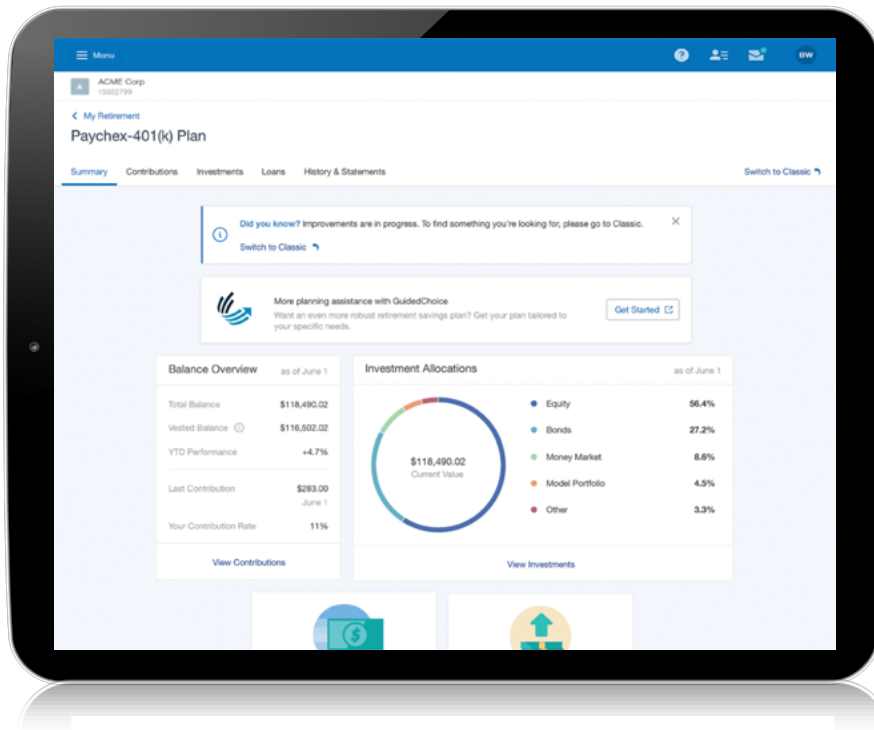 Menu
BW
A
ACME Corp
15022799
My Retirement
Paychex-401(k) Plan
Summary Contributions Investments Loans History & Statements Switch to Classic
Did you know? Improvements are in progress. To find something you're looking for, please go to Classic.
Switch to Classic
More planning assistance with GuidedChoice
Want an even more robust retirement savings plan? Get your plan tailored to
your specific needs.
Get Started
Balance Overview as of June 1
Total Balance $118,490.02
Vested Balance $116,502.02
YTD Performance +4.7%
Last Contribution $283.00
June 1
Your Contribution Rate 11%
View Contributions
Investment Allocations as of June 1
$118,490.02
Current Value
Equity 56.4%
Bonds 27.2%
Money Market 8.6%
Model Portfolio 4.5%
Other 3.3%
View Investments